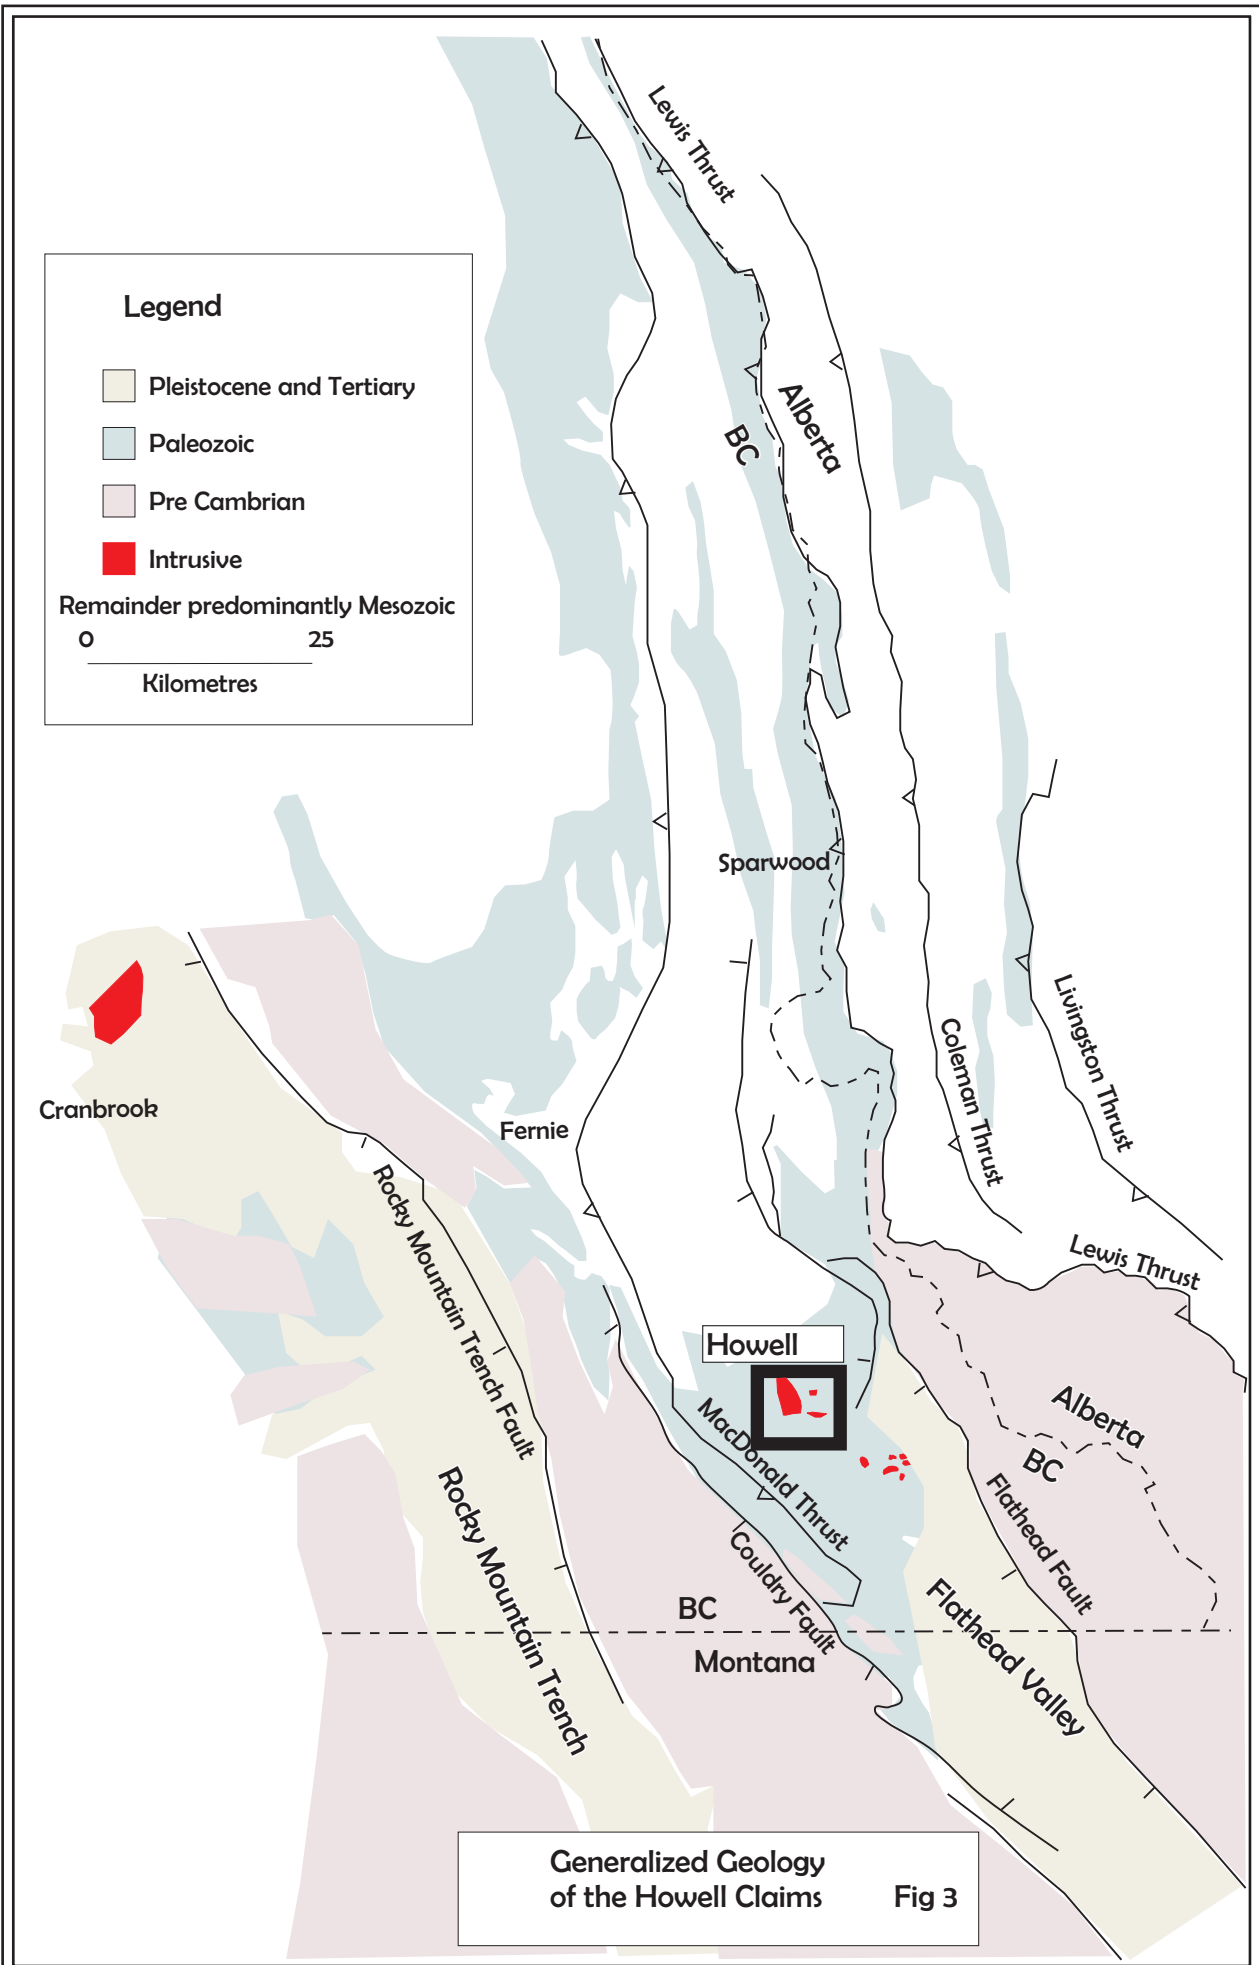 Lewis Thrust
Legend
Pleistocene and Tertiary
Paleozoic
Pre Cambrian
Intrusive
Remainder predominantly Mesozoic
0 25
Kilometres
Alberta
BC
Sparwood
Livingston Thrust
Coleman Thrust
Cranbrook
Fernie
Rocky Mountain Trench Fault
Lewis Thrust
Howell
MacDonald Thrust
Alberta
BC
Flathead Fault
Rocky Mountain Trench
Couldry Fault
Flathead Valley
BC
Montana
Generalized Geology
of the Howell Claims Fig 3